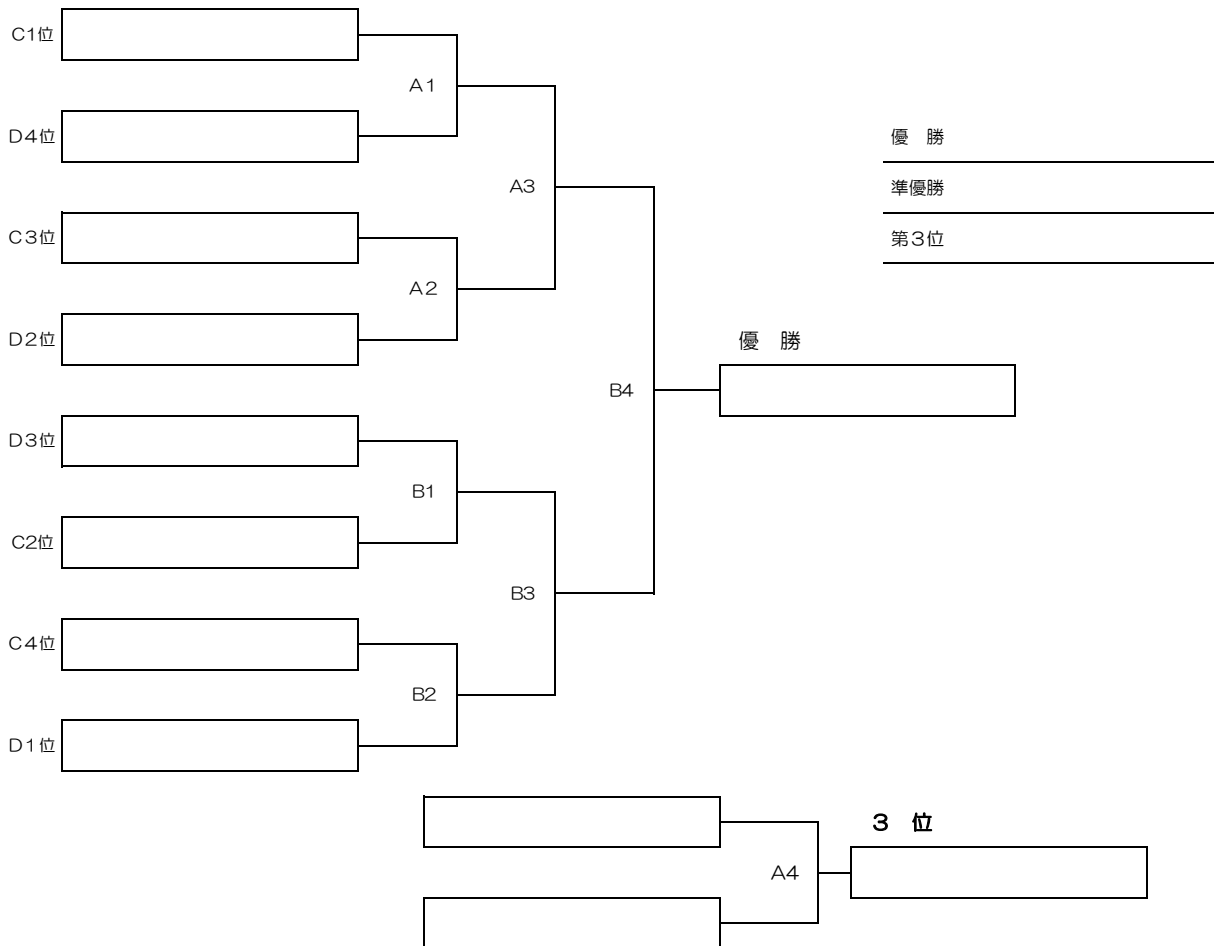 C1位
A1
D4位
A3
C3位
A2
D2位
B4
D3位
B1
C2位
B3
C4位
B2
D1位
優　勝
準優勝
第3位
優　勝
3　位
A4